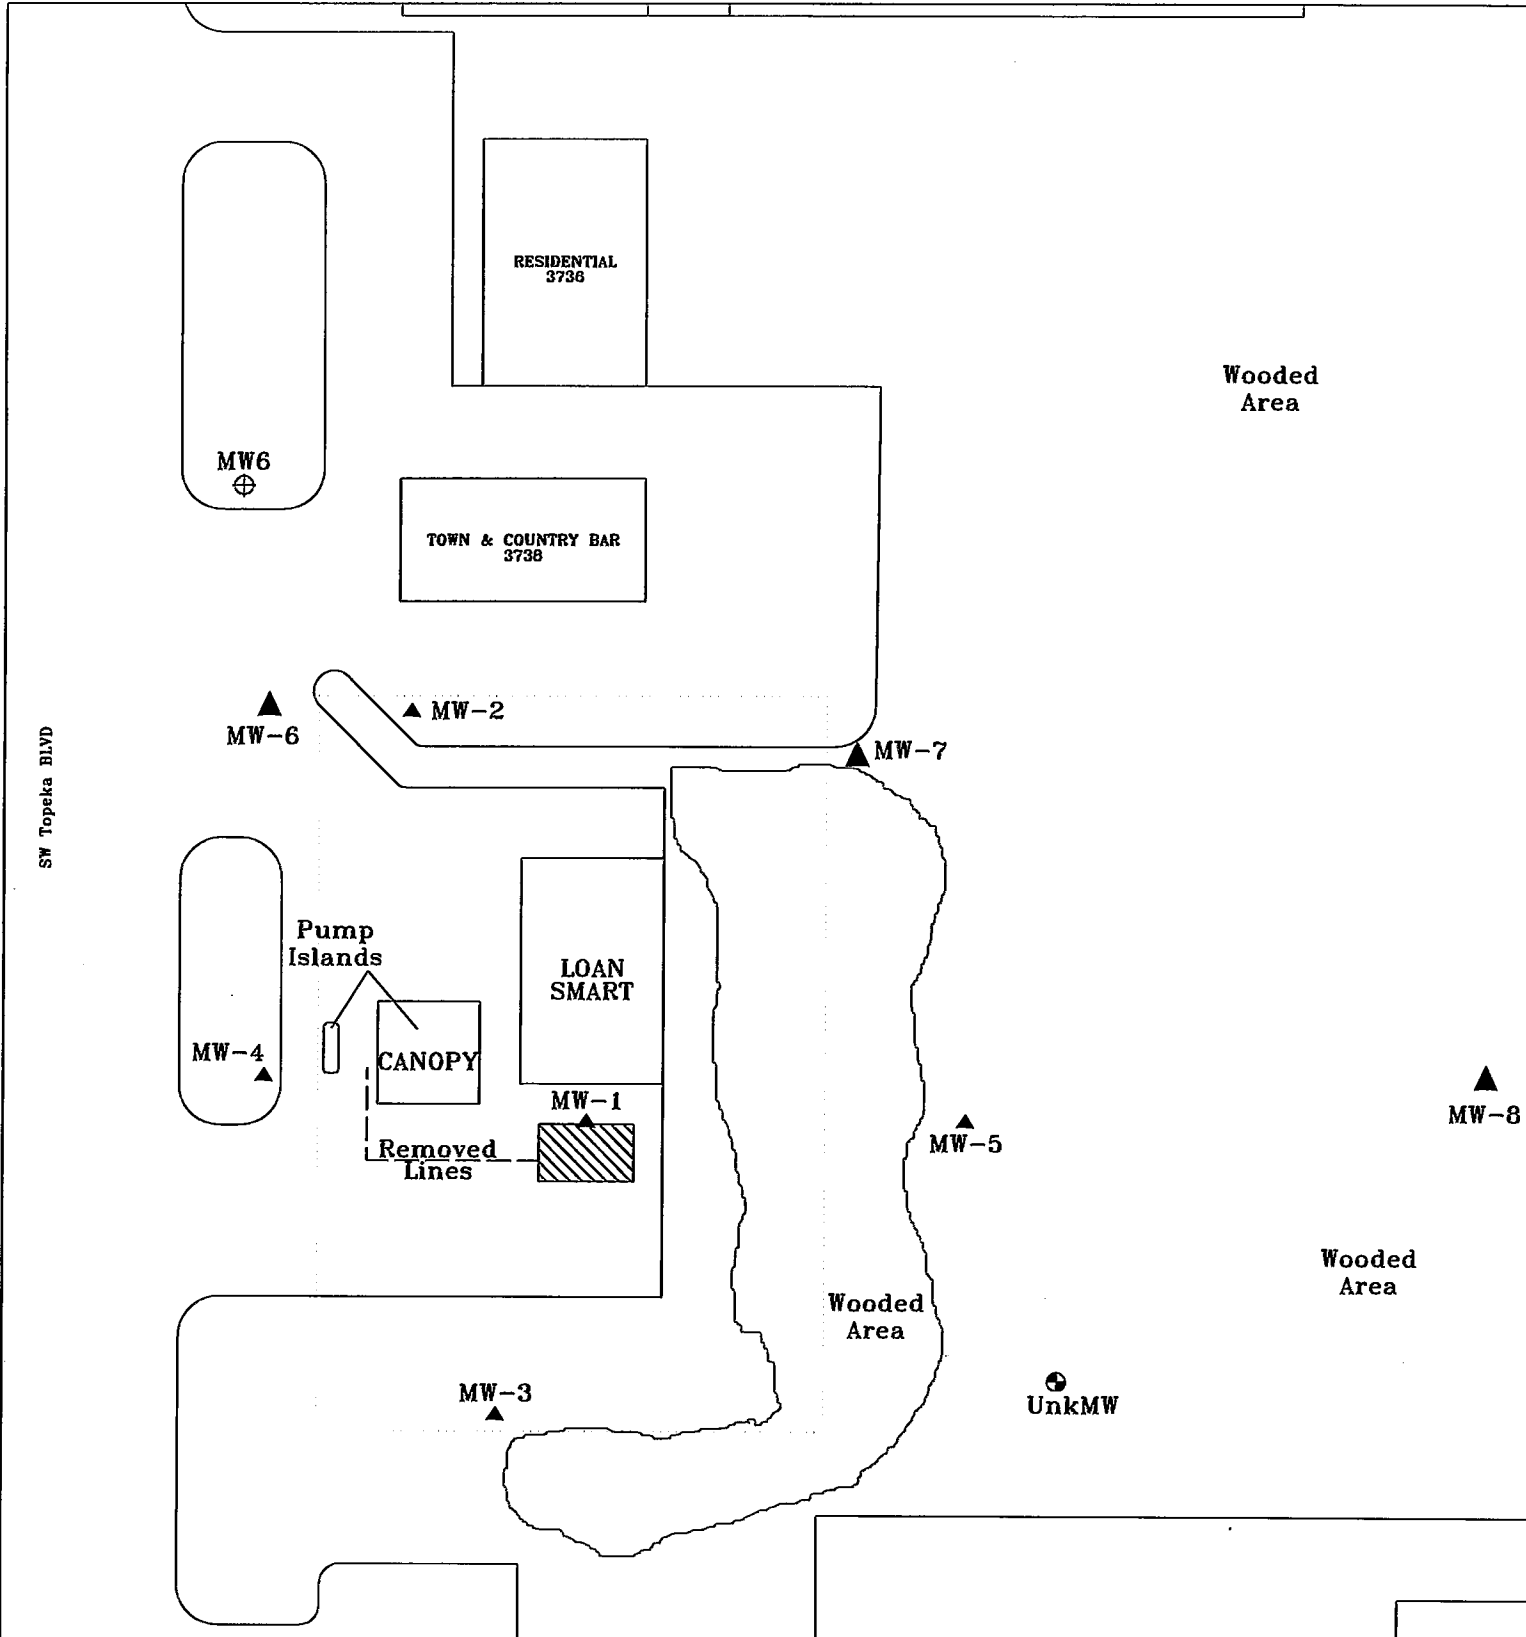 RESIDENTIAL
3736
Wooded
Area
MW6
TOWN & COUNTRY BAR
3738
MW-2
MW-6
MW-7
SW Topeka BLVD
Pump
Islands
LOAN
SMART
MW-4
CANOPY
MW-1
MW-8
MW-5
Removed
Lines
Wooded
Area
Wooded
Area
MW-3
UnkMW